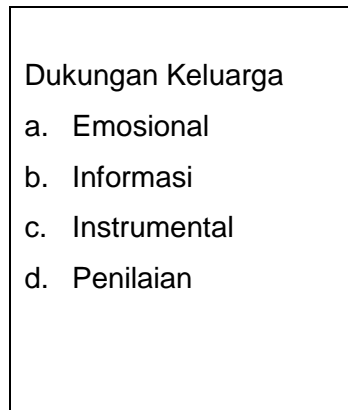 Dukungan Keluarga
a. Emosional
b. Informasi
c. Instrumental
d. Penilaian